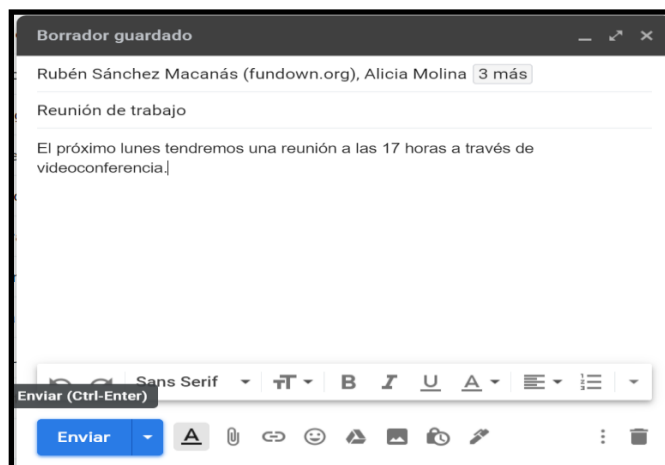 Borrador guardado
Rubén Sánchez Macanás (fundown.org), Alicia Molina 3 más
Reunión de trabajo
El próximo lunes tendremos una reunión a las 17 horas a través de
videoconferencia.
Sans Serif
Enviar (Ctrl-Enter)
Enviar